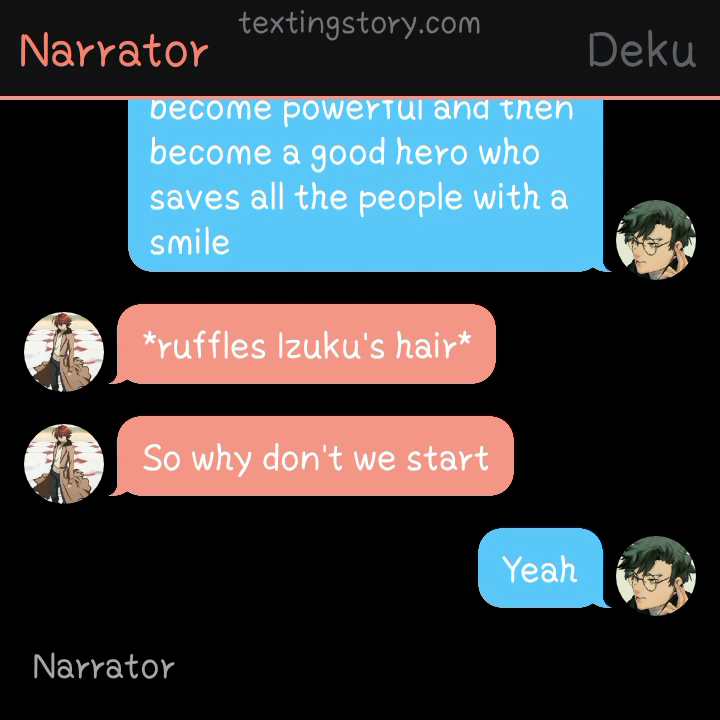 textingstory.com
Narrator
Deku
become powerful and then
become a good hero who
saves all the people with a
smile
*ruffles Izuku's hair*
So why don't we start
Yeah
Narrator